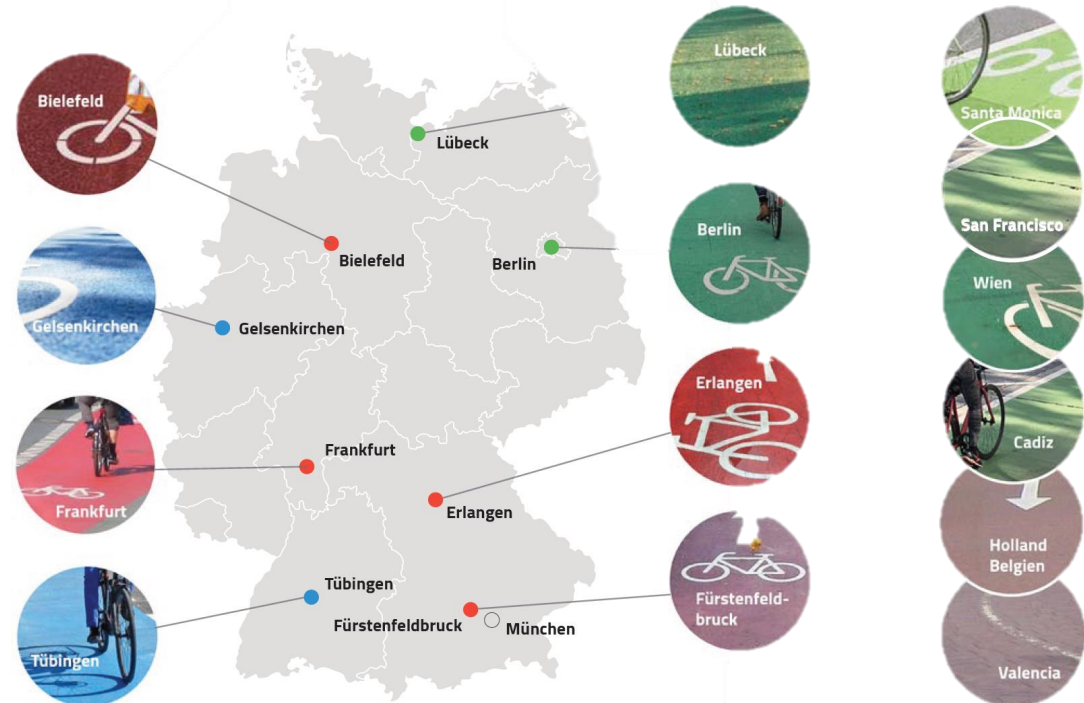 Bielefeld
Gelsenkirchen
Frankfurt
Tübingen
Lübeck
Bielefeld
Berlin
Gelsenkirchen
Frankfurt
Erlangen
Tübingen
Fürstenfeldbruck
München
Lübeck
Berlin
Erlangen
Fürstenfeld-
bruck
Santa Monica
San Francisco
Wien
Cadiz
Holland
Belgien
Valencia